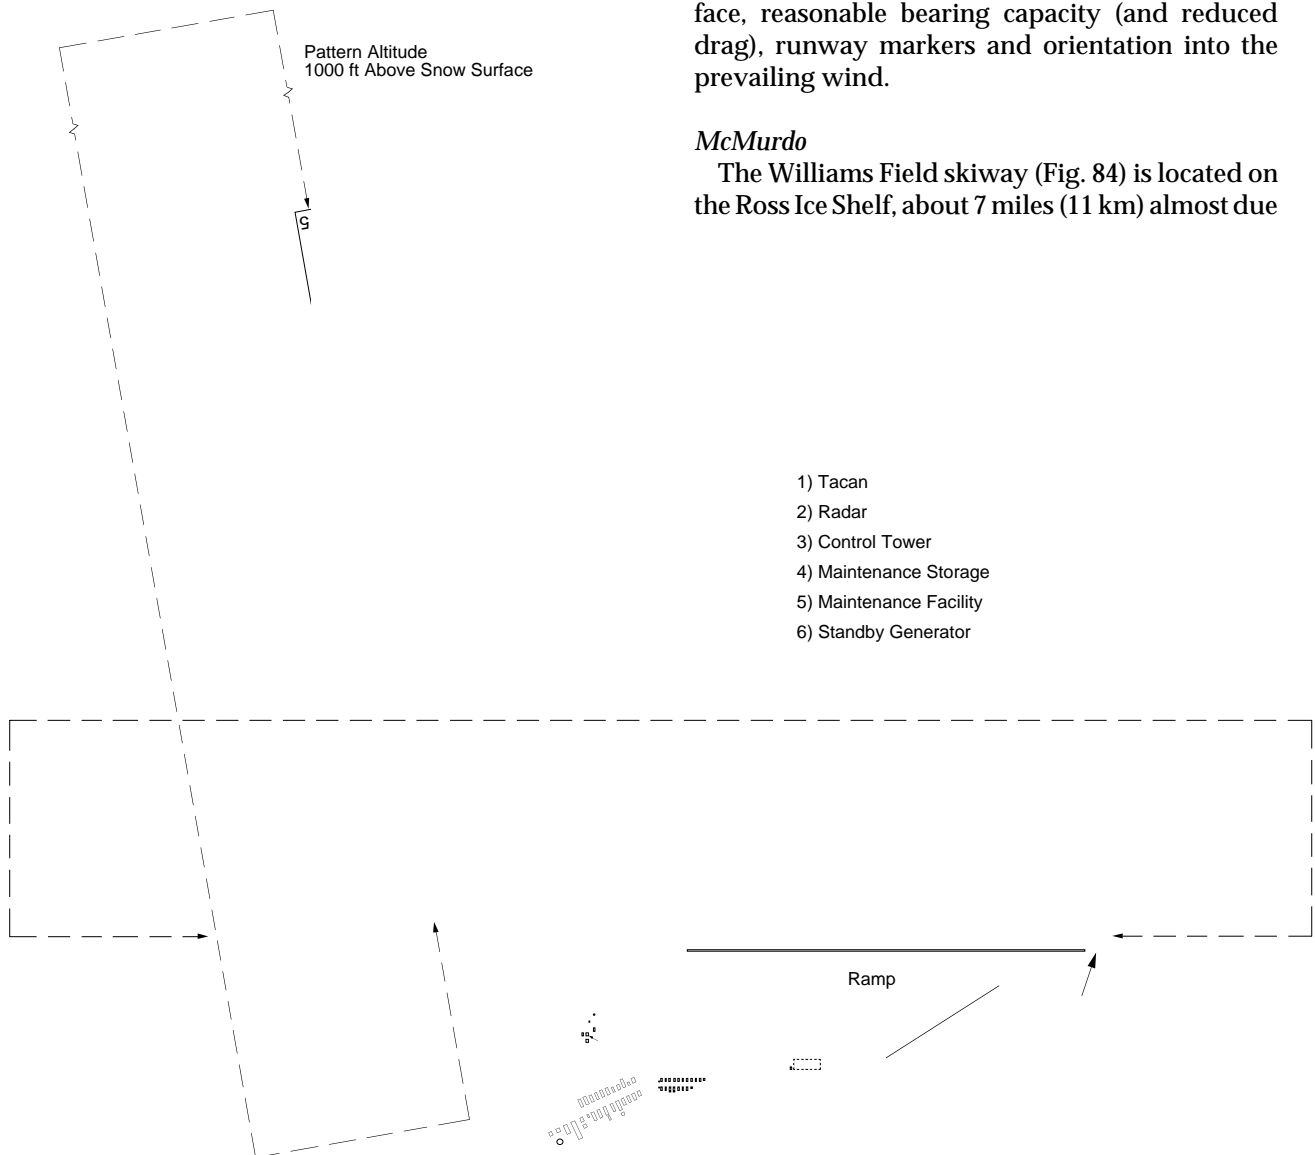 face, reasonable bearing capacity (and reduced
drag), runway markers and orientation into the
prevailing wind.
McMurdo
The Williams Field skiway (Fig. 84) is located on
the Ross Ice Shelf, about 7 miles (11 km) almost due
Pattern Altitude
1000 ft Above Snow Surface
5
1) Tacan
2) Radar
3) Control Tower
4) Maintenance Storage
5) Maintenance Facility
6) Standby Generator
Ramp